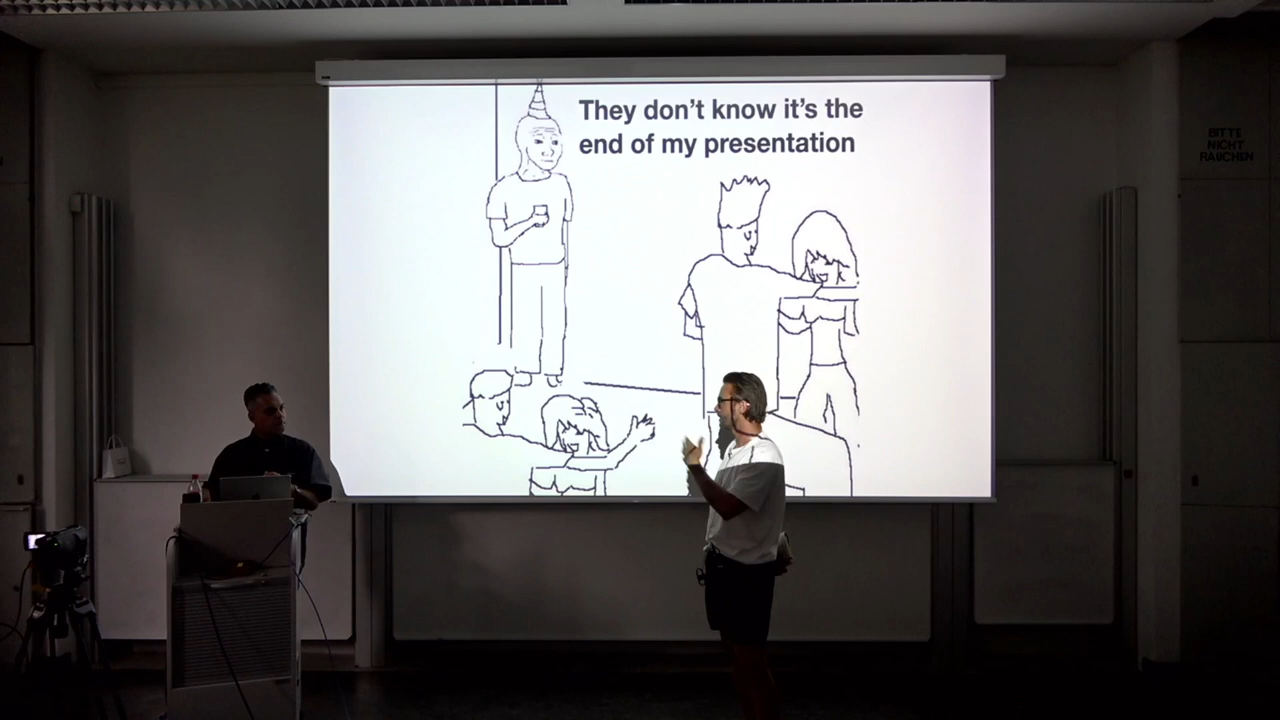 They don't know it's the
end of my presentation
BITTE
NICHT
RAUCHEN